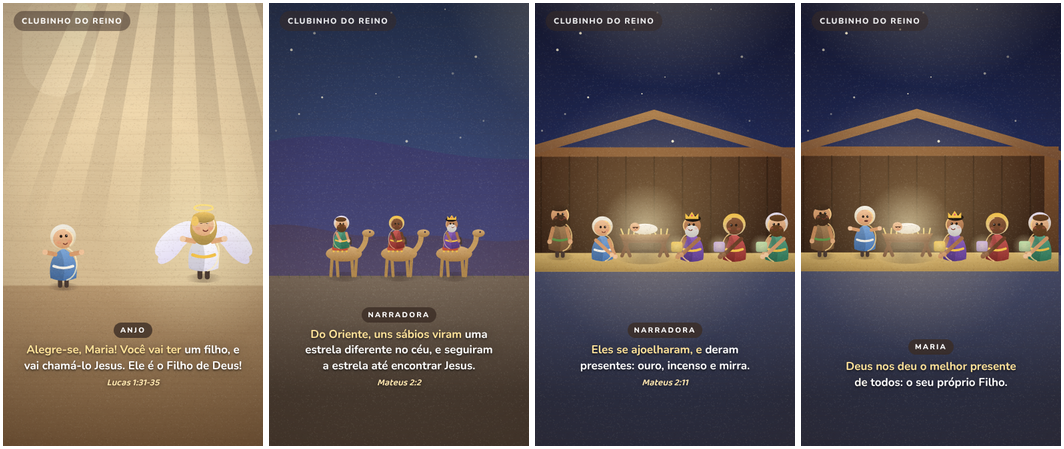 CLUBINHO DO REINO
ANJO
Alegre-se, Maria! Você vai ter um filho, e
vai chamá-lo Jesus. Ele é o Filho de Deus!
Lucas 1:31-35
CLUBINHO DO REINO
NARRADORA
Do Oriente, uns sábios viram uma
estrela diferente no céu, e seguiram
a estrela até encontrar Jesus.
Mateus 2:2
CLUBINHO DO REINO
NARRADORA
Eles se ajoelharam, e deram
presentes: ouro, incenso e mirra.
Mateus 2:11
CLUBINHO DO REINO
MARIA
Deus nos deu o melhor presente
de todos: o seu próprio Filho.